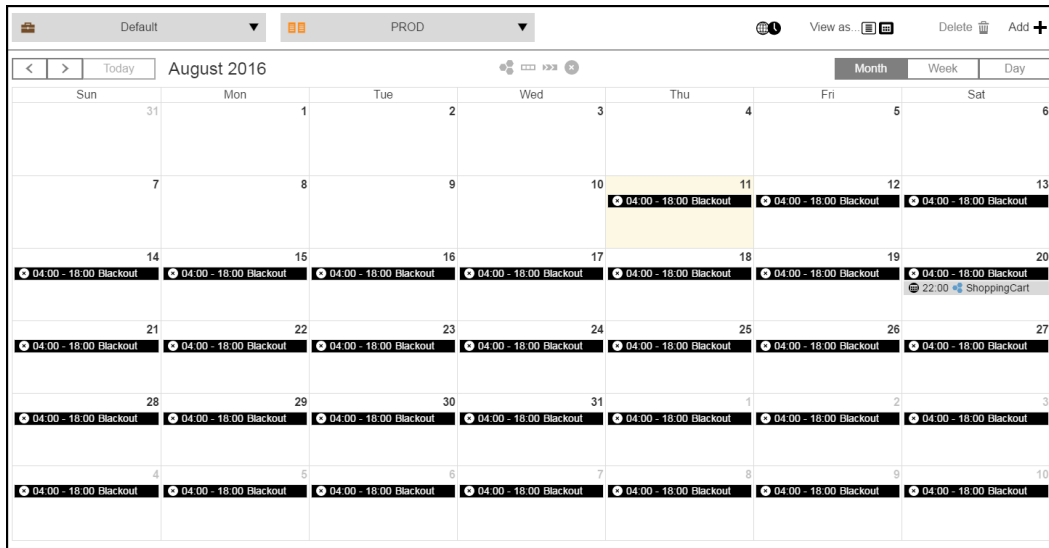 Default PROD View as... Delete Add
Today August 2016 Month Week Day
Sun Mon Tue Wed Thu Fri Sat
31 1 2 3 4 5 6
7 8 9 10 11 12 13
04:00 - 18:00 Blackout 04:00 - 18:00 Blackout 04:00 - 18:00 Blackout
14 15 16 17 18 19 20
04:00 - 18:00 Blackout 04:00 - 18:00 Blackout 04:00 - 18:00 Blackout 04:00 - 18:00 Blackout 04:00 - 18:00 Blackout 04:00 - 18:00 Blackout 04:00 - 18:00 Blackout
22:00 ShoppingCart
21 22 23 24 25 26 27
04:00 - 18:00 Blackout 04:00 - 18:00 Blackout 04:00 - 18:00 Blackout 04:00 - 18:00 Blackout 04:00 - 18:00 Blackout 04:00 - 18:00 Blackout 04:00 - 18:00 Blackout
28 29 30 31 1 2 3
04:00 - 18:00 Blackout 04:00 - 18:00 Blackout 04:00 - 18:00 Blackout 04:00 - 18:00 Blackout 04:00 - 18:00 Blackout 04:00 - 18:00 Blackout 04:00 - 18:00 Blackout
4 5 6 7 8 9 10
04:00 - 18:00 Blackout 04:00 - 18:00 Blackout 04:00 - 18:00 Blackout 04:00 - 18:00 Blackout 04:00 - 18:00 Blackout 04:00 - 18:00 Blackout 04:00 - 18:00 Blackout